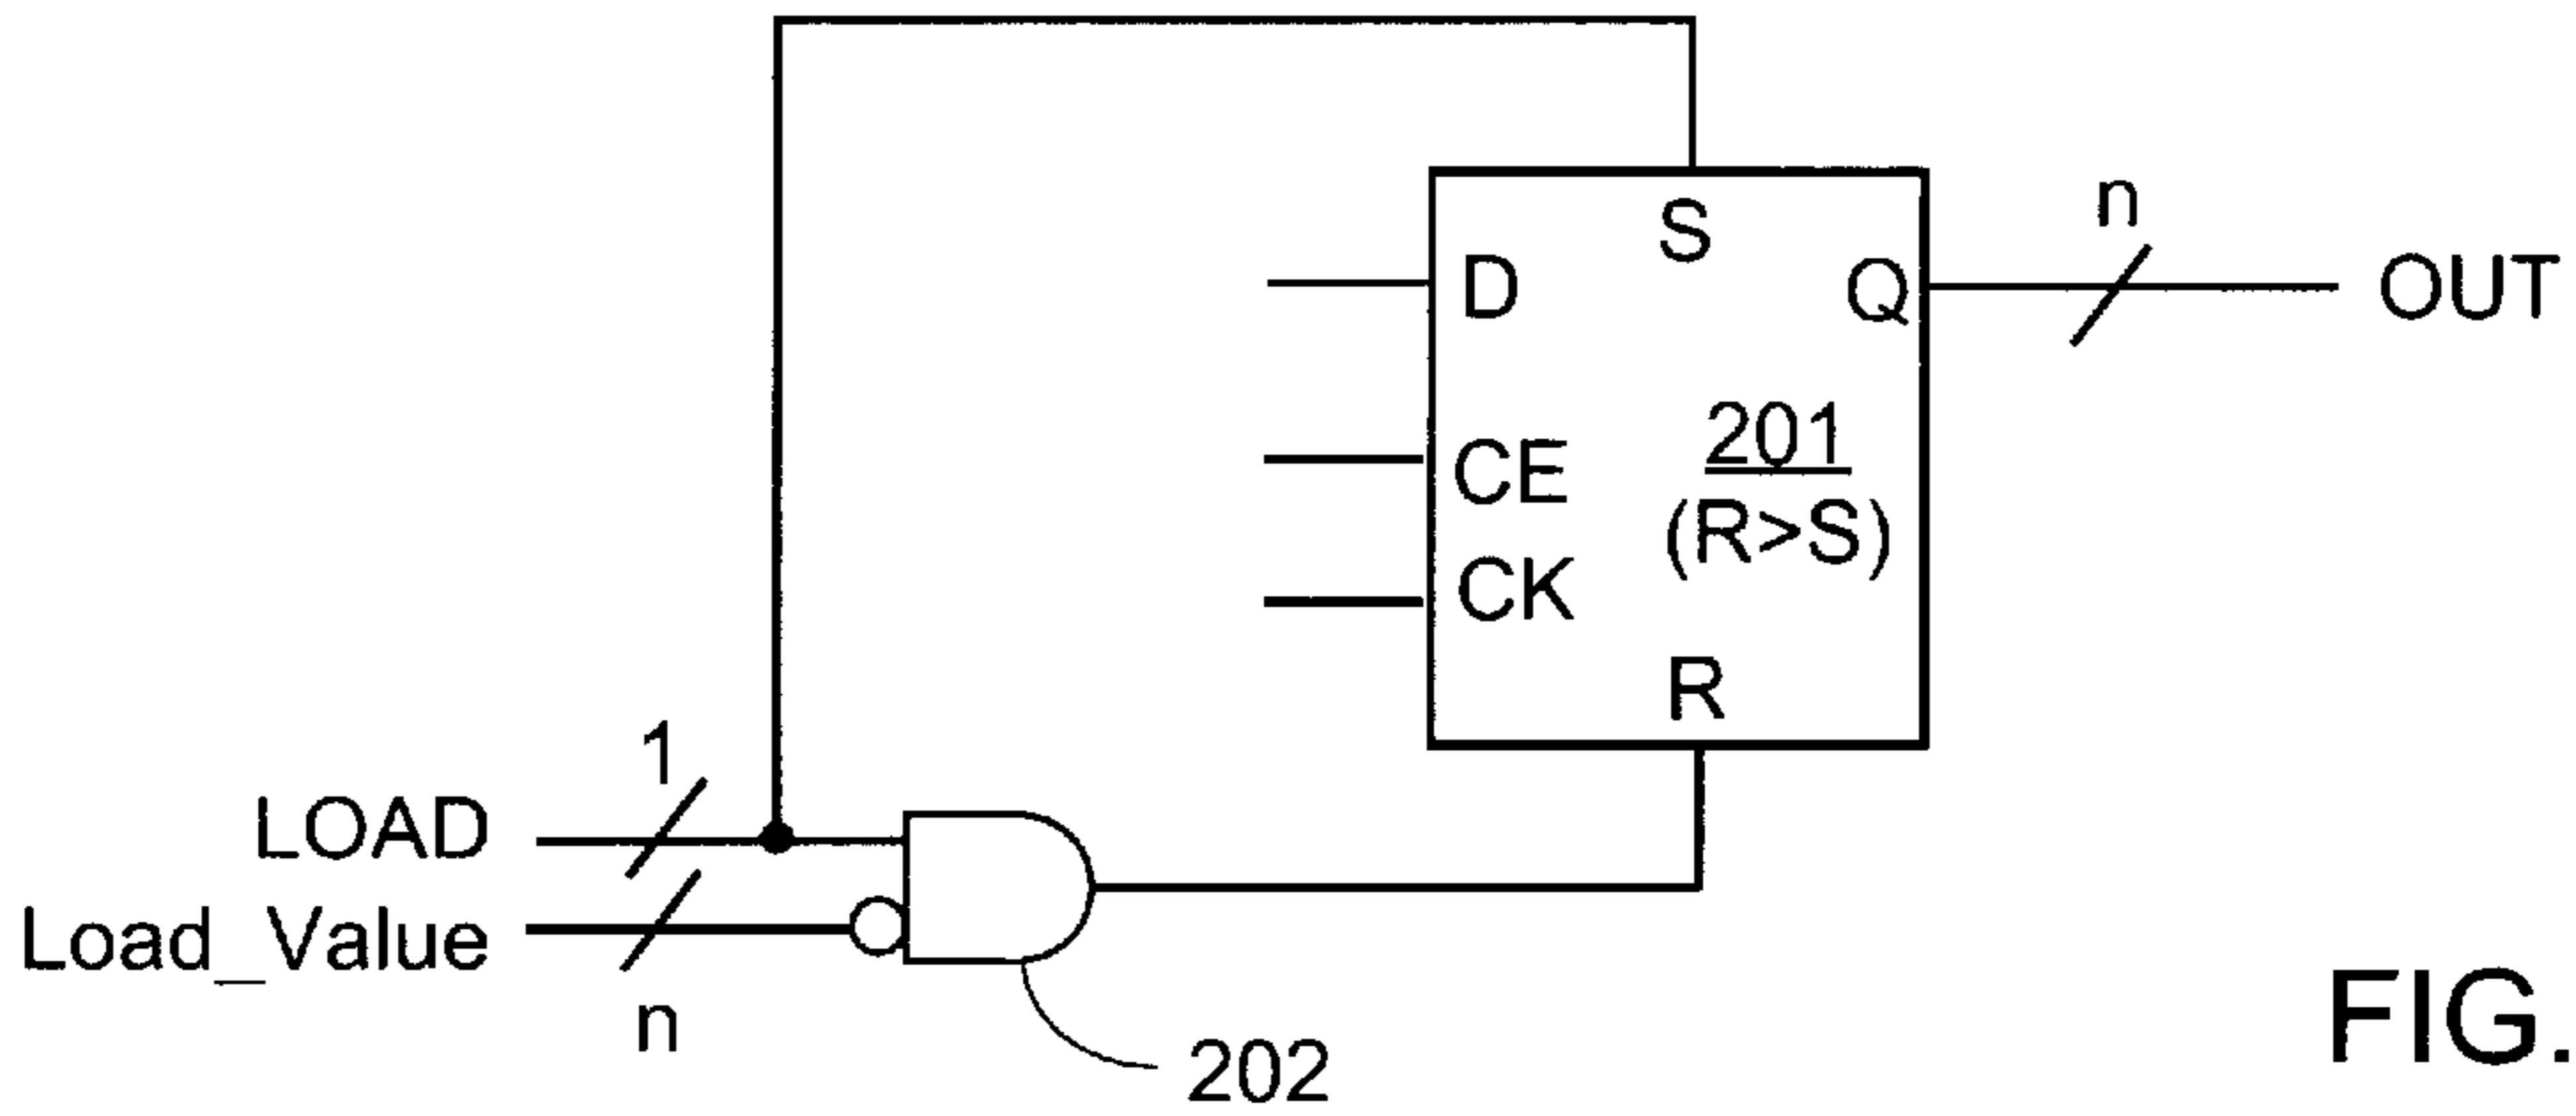 S
n
D
Q
OUT
201
CE
(R>S)
CK
R
1
LOAD
Load_Value
n
202
FIG.